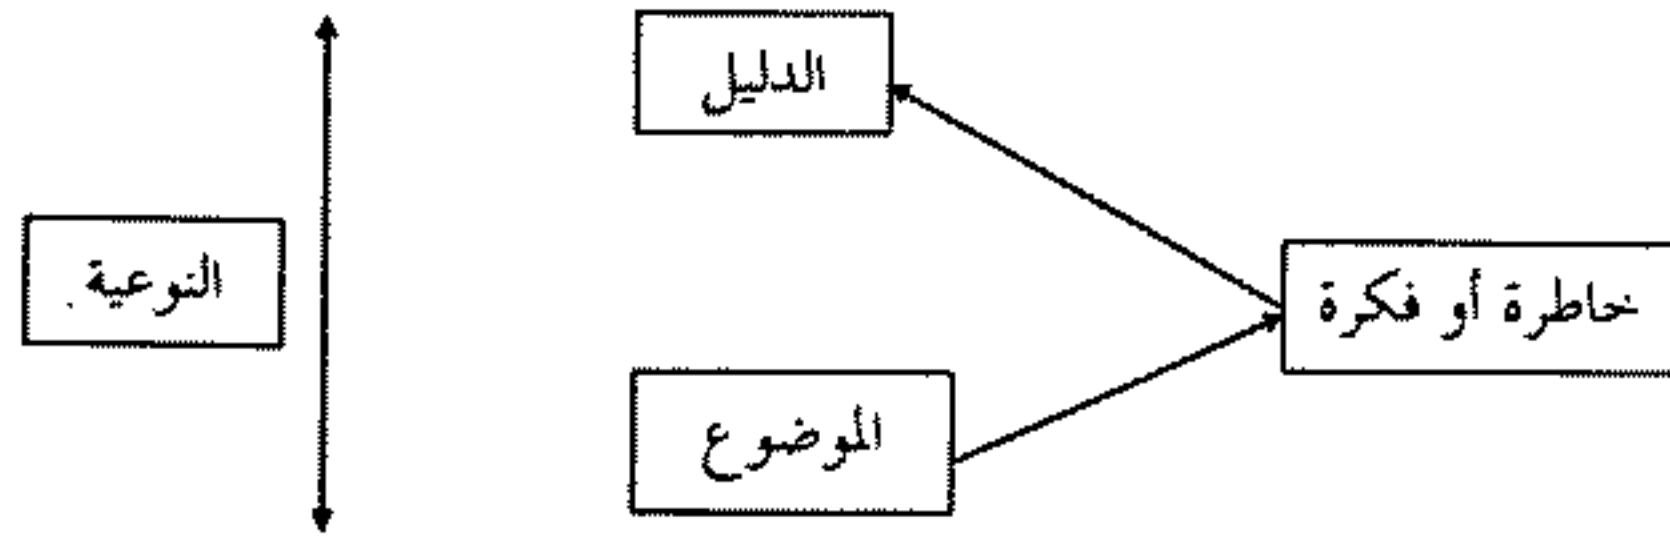 الدليل
خاطرة أو فكرة
النوعية
الموضوع